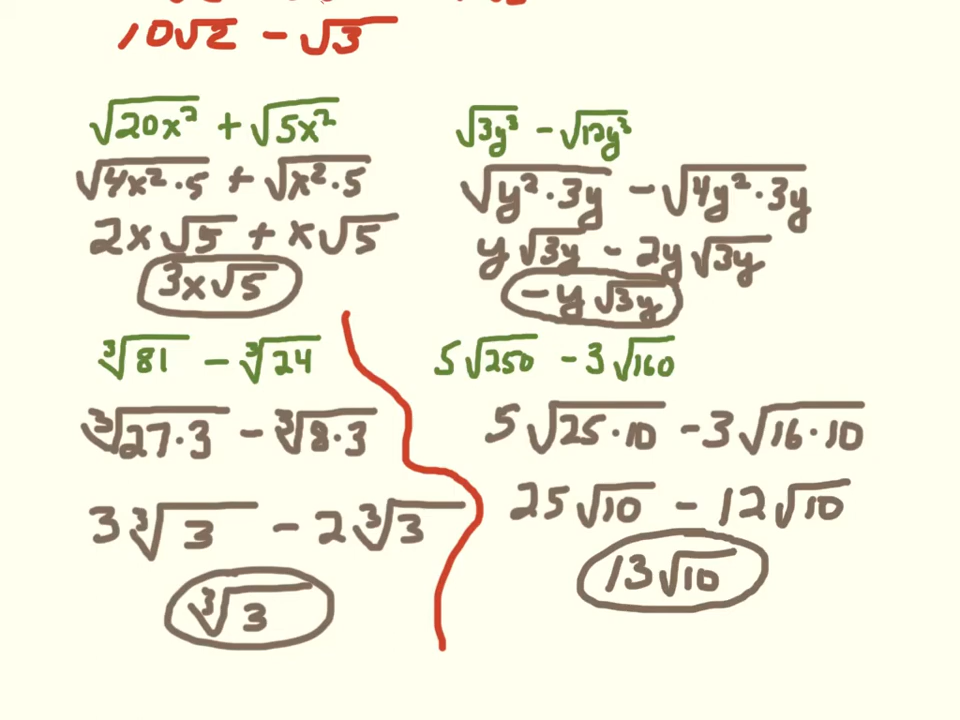 10√2 − √3
√20x² + √5x²
√4x²·5 + √x²·5
2x√5 + x√5
3x√5
√3y³ − √12y³
√y²·3y − √4y²·3y
y√3y − 2y√3y
−y√3y
∛81 − ∛24
∛27·3 − ∛8·3
3∛3 − 2∛3
∛3
5√250 − 3√160
5√25·10 − 3√16·10
25√10 − 12√10
13√10